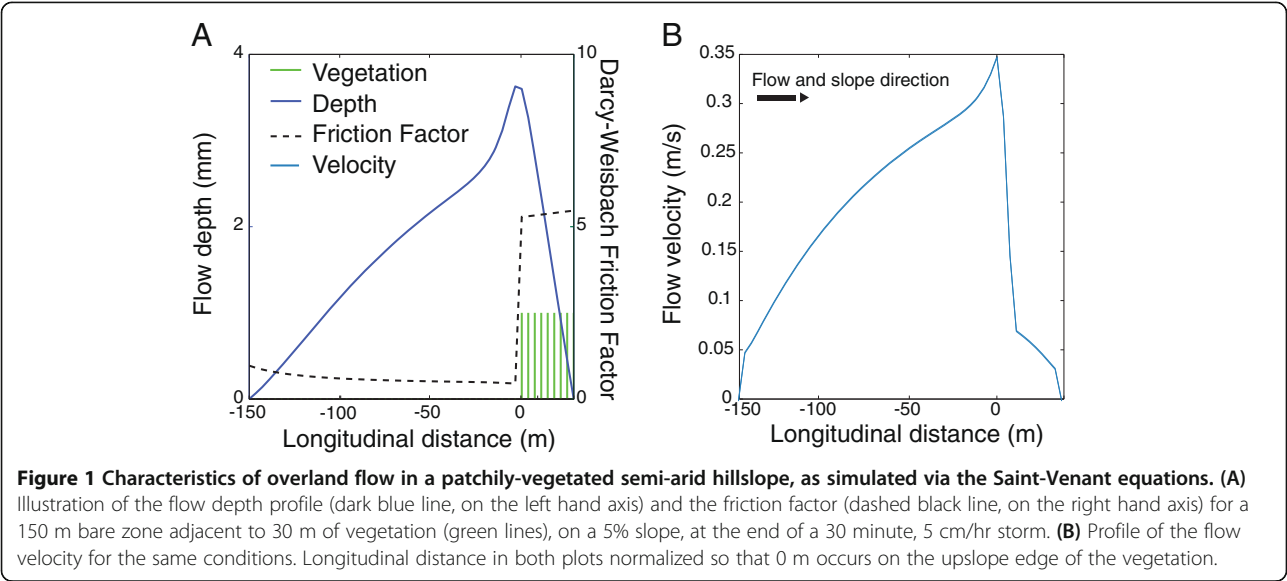 A
B
4
10
Vegetation
Depth
Friction Factor
Velocity
2
5
0
0
-150
-100
-50
0
Flow depth (mm)
Darcy-Weisbach Friction Factor
Longitudinal distance (m)
0.35
0.3
0.25
0.2
0.15
0.1
0.05
0
Flow and slope direction
-150
-100
-50
0
Flow velocity (m/s)
Longitudinal distance (m)
Figure 1 Characteristics of overland flow in a patchily-vegetated semi-arid hillslope, as simulated via the Saint-Venant equations. (A)
Illustration of the flow depth profile (dark blue line, on the left hand axis) and the friction factor (dashed black line, on the right hand axis) for a
150 m bare zone adjacent to 30 m of vegetation (green lines), on a 5% slope, at the end of a 30 minute, 5 cm/hr storm. (B) Profile of the flow
velocity for the same conditions. Longitudinal distance in both plots normalized so that 0 m occurs on the upslope edge of the vegetation.